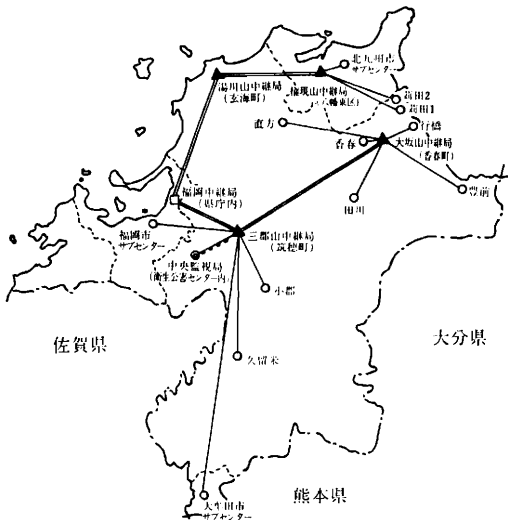 北九州市
サブセンター
湯川山中継局
(玄海町)
権現山中継局
(八幡東区)
苅田2
苅田1
直方
行橋
香春
大坂山中継局
(香春町)
福岡中継局
(県庁内)
田川
豊前
福岡市
サブセンター
三郡山中継局
(筑穂町)
中央監視局
(衛生公害センター内)
小郡
佐賀県
大分県
久留米
大牟田市
サブセンター
熊本県